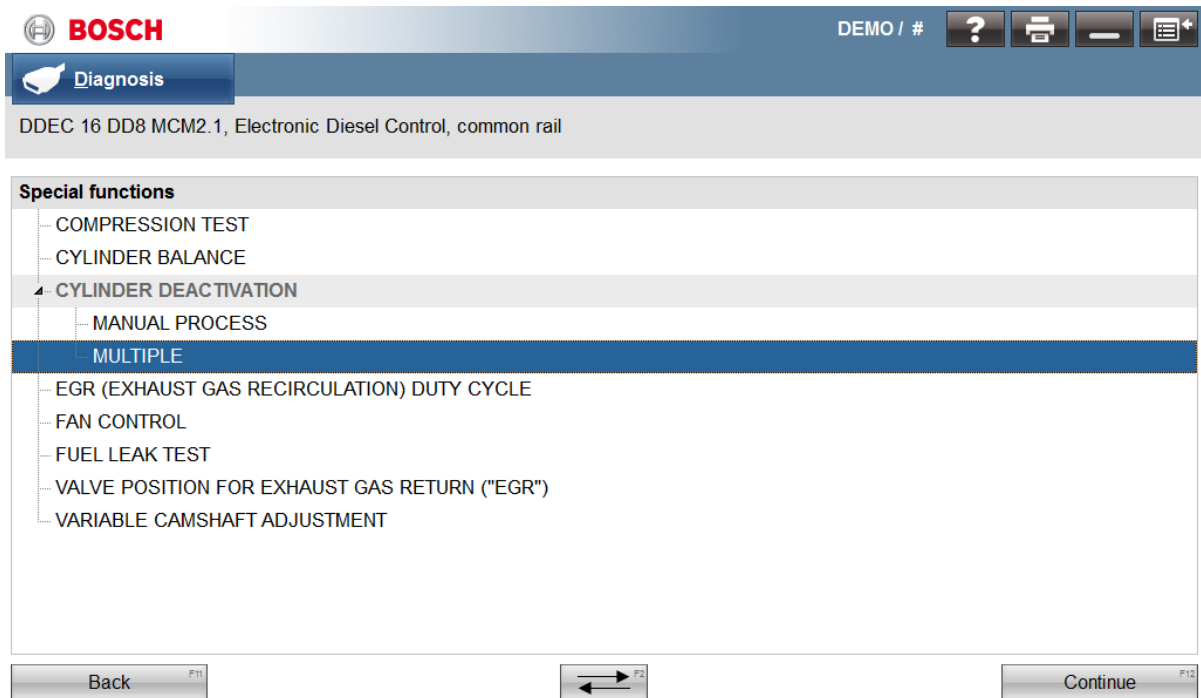 BOSCH
DEMO / #
?
Diagnosis
DDEC 16 DD8 MCM2.1, Electronic Diesel Control, common rail
Special functions
COMPRESSION TEST
CYLINDER BALANCE
CYLINDER DEACTIVATION
MANUAL PROCESS
MULTIPLE
EGR (EXHAUST GAS RECIRCULATION) DUTY CYCLE
FAN CONTROL
FUEL LEAK TEST
VALVE POSITION FOR EXHAUST GAS RETURN ("EGR")
VARIABLE CAMSHAFT ADJUSTMENT
Back F11
F2
Continue F12